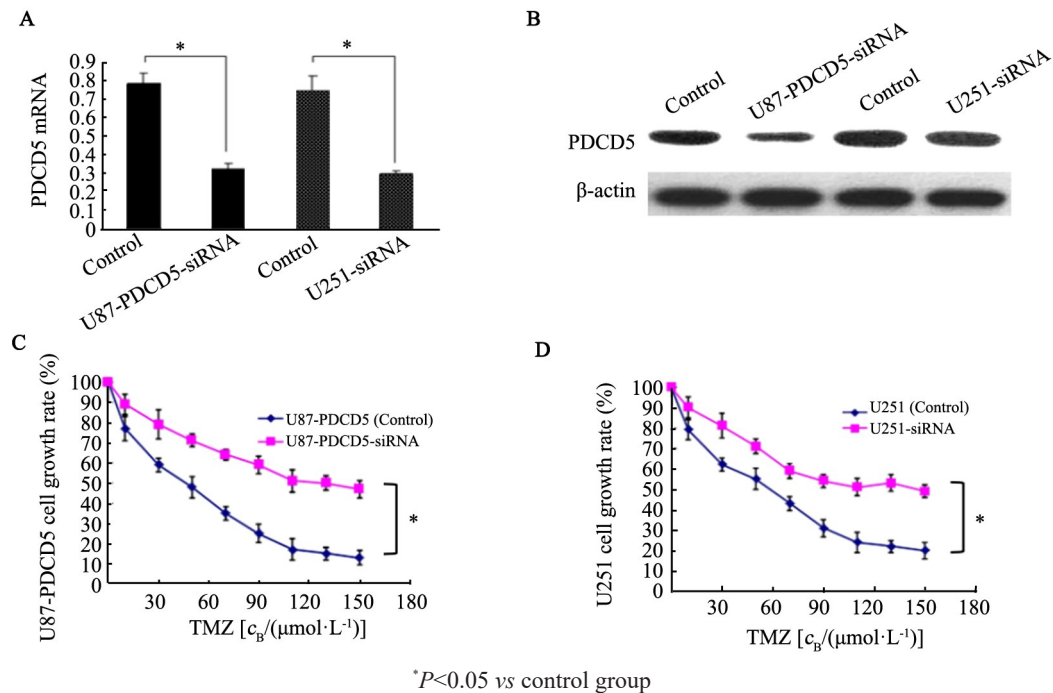 A
*
*
PDCD5 mRNA
0.9
0.8
0.7
0.6
0.5
0.4
0.3
0.2
0.1
0
Control
U87-PDCD5-siRNA
Control
U251-siRNA
B
Control
U87-PDCD5-siRNA
Control
U251-siRNA
PDCD5
β-actin
C
U87-PDCD5 cell growth rate (%)
100
90
80
70
60
50
40
30
20
10
0
U87-PDCD5 (Control)
U87-PDCD5-siRNA
*
30 60 90 120 150 180
TMZ [cB/(μmol·L-1)]
D
U251 cell growth rate (%)
100
90
80
70
60
50
40
30
20
10
0
U251 (Control)
U251-siRNA
*
30 60 90 120 150 180
TMZ [cB/(μmol·L-1)]
*P<0.05 vs control group